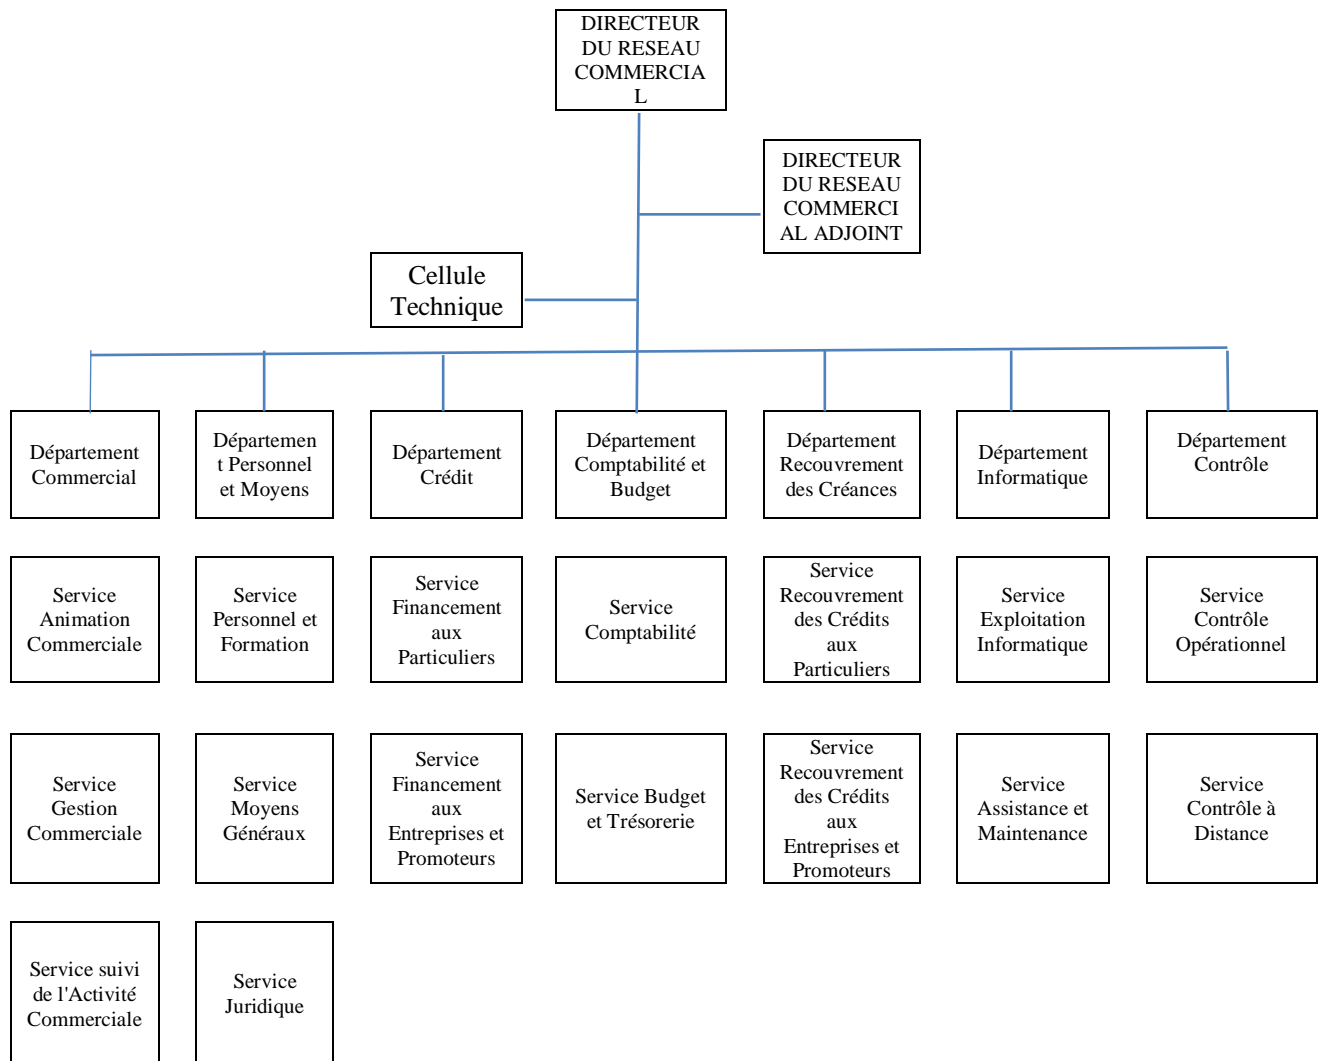 DIRECTEUR
DU RESEAU
COMMERCIA
L
DIRECTEUR
DU RESEAU
COMMERCI
AL ADJOINT
Cellule
Technique
Département
Commercial
Départemen
t Personnel
et Moyens
Département
Crédit
Département
Comptabilité et
Budget
Département
Recouvrement
des Créances
Département
Informatique
Département
Contrôle
Service
Animation
Commerciale
Service
Personnel et
Formation
Service
Financement
aux
Particuliers
Service
Comptabilité
Service
Recouvrement
des Crédits
aux
Particuliers
Service
Exploitation
Informatique
Service
Contrôle
Opérationnel
Service
Gestion
Commerciale
Service
Moyens
Généraux
Service
Financement
aux
Entreprises et
Promoteurs
Service Budget
et Trésorerie
Service
Recouvrement
des Crédits
aux
Entreprises et
Promoteurs
Service
Assistance et
Maintenance
Service
Contrôle à
Distance
Service suivi
de l'Activité
Commerciale
Service
Juridique